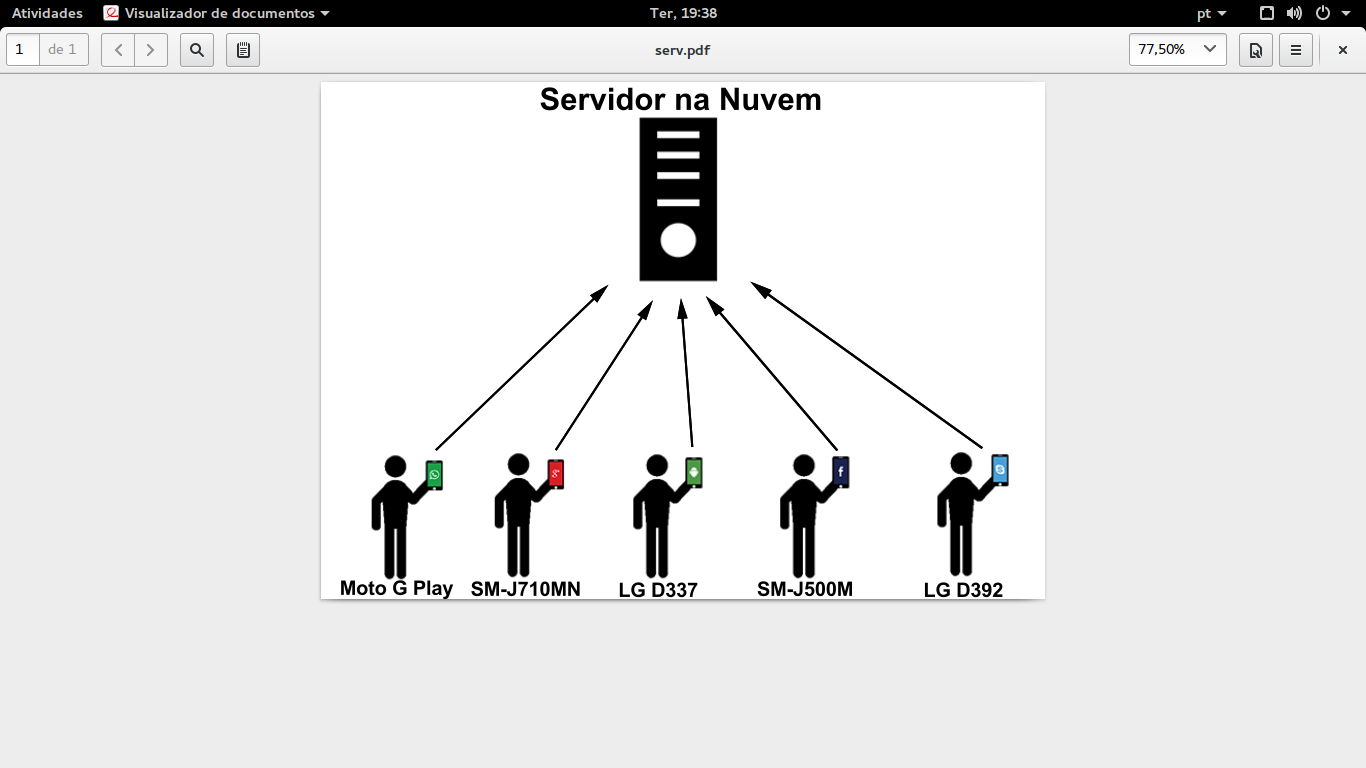 Atividades Visualizador de documentos Ter, 19:38 pt
1 de 1 serv.pdf 77,50%
Servidor na Nuvem
Moto G Play SM-J710MN LG D337 SM-J500M LG D392